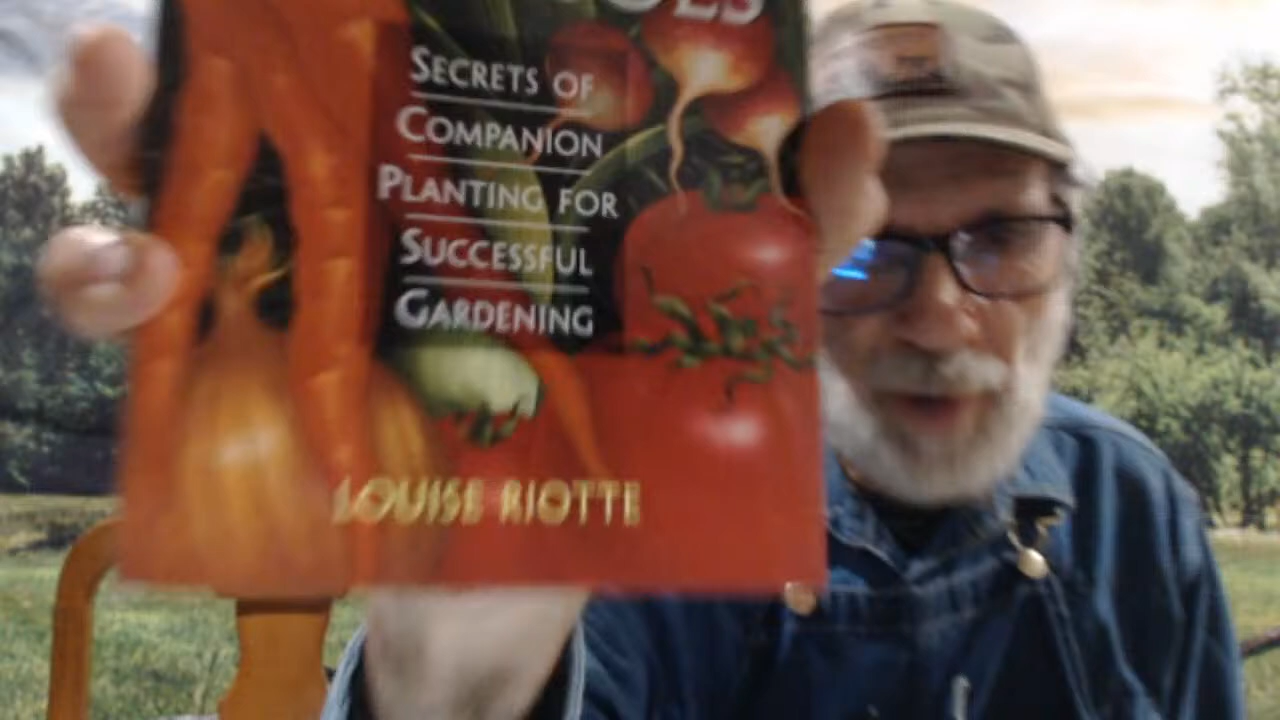 SECRETS OF
COMPANION
PLANTING FOR
SUCCESSFUL
GARDENING
LOUISE RIOTTE